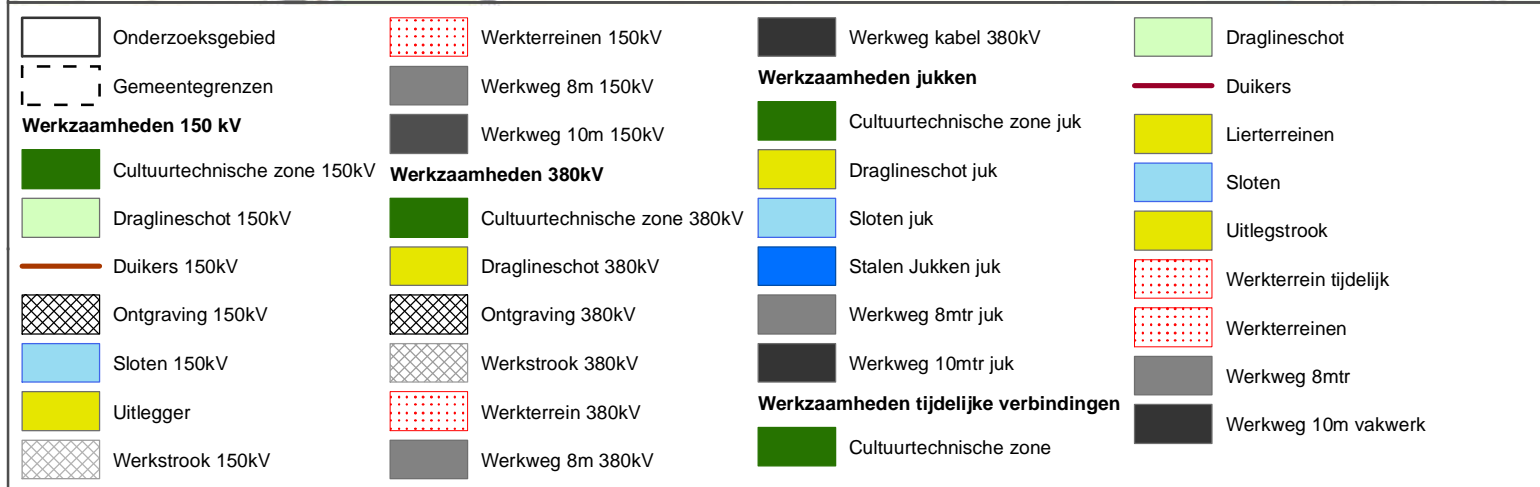 Onderzoeksgebied
Gemeentegrenzen
Werkzaamheden 150 kV
Cultuurtechnische zone 150kV
Draglineschot 150kV
Duikers 150kV
Ontgraving 150kV
Sloten 150kV
Uitlegger
Werkstrook 150kV
Werkterreinen 150kV
Werkweg 8m 150kV
Werkweg 10m 150kV
Werkzaamheden 380kV
Cultuurtechnische zone 380kV
Draglineschot 380kV
Ontgraving 380kV
Werkstrook 380kV
Werkterrein 380kV
Werkweg 8m 380kV
Werkweg kabel 380kV
Werkzaamheden jukken
Cultuurtechnische zone juk
Draglineschot juk
Sloten juk
Stalen Jukken juk
Werkweg 8mtr juk
Werkweg 10mtr juk
Werkzaamheden tijdelijke verbindingen
Cultuurtechnische zone
Draglineschot
Duikers
Lierterreinen
Sloten
Uitlegstrook
Werkterrein tijdelijk
Werkterreinen
Werkweg 8mtr
Werkweg 10m vakwerk